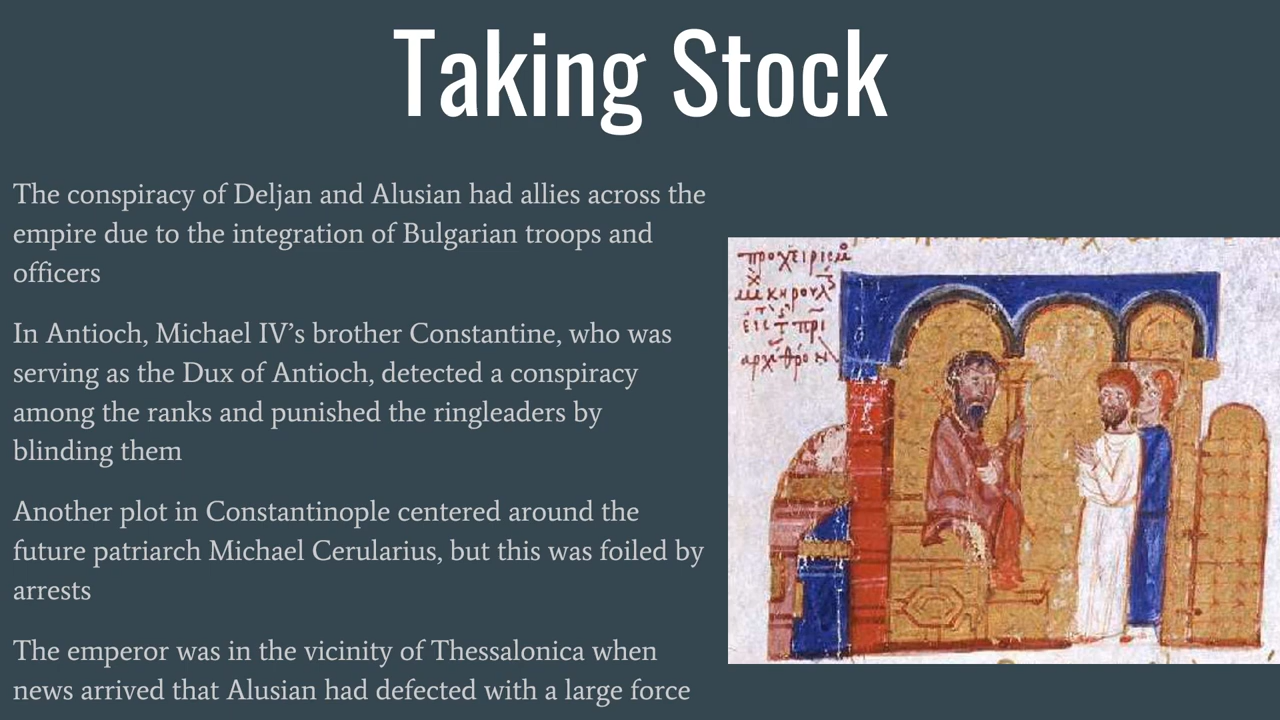 Taking Stock
The conspiracy of Deljan and Alusian had allies across the
empire due to the integration of Bulgarian troops and
officers
In Antioch, Michael IV’s brother Constantine, who was
serving as the Dux of Antioch, detected a conspiracy
among the ranks and punished the ringleaders by
blinding them
Another plot in Constantinople centered around the
future patriarch Michael Cerularius, but this was foiled by
arrests
The emperor was in the vicinity of Thessalonica when
news arrived that Alusian had defected with a large force